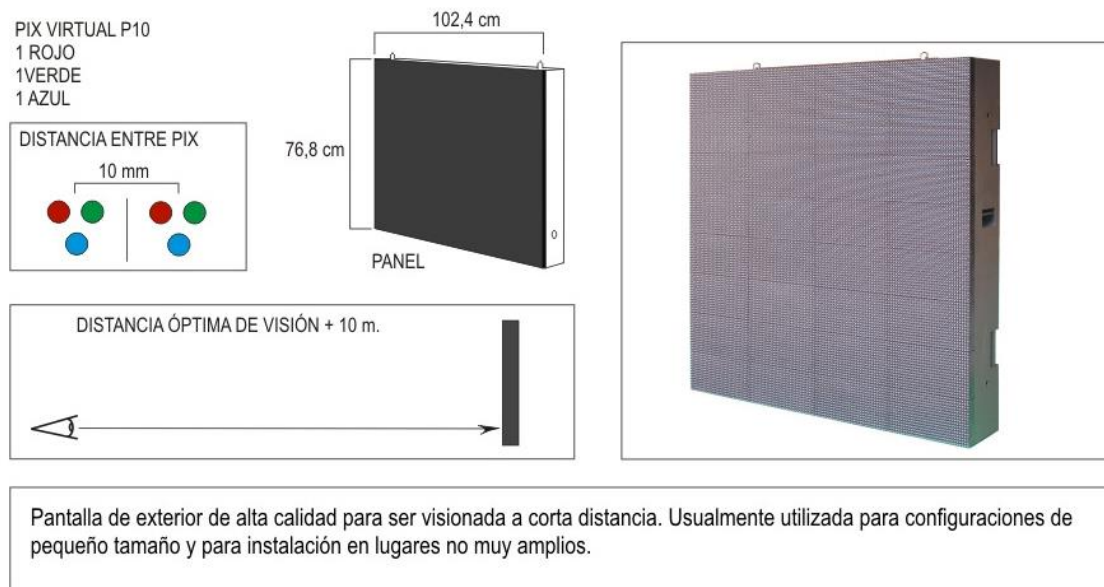 PIX VIRTUAL P10
1 ROJO
1VERDE
1 AZUL
102,4 cm
76,8 cm
PANEL
DISTANCIA ENTRE PIX
10 mm
DISTANCIA ÓPTIMA DE VISIÓN + 10 m.
Pantalla de exterior de alta calidad para ser visionada a corta distancia. Usualmente utilizada para configuraciones de
pequeño tamaño y para instalación en lugares no muy amplios.